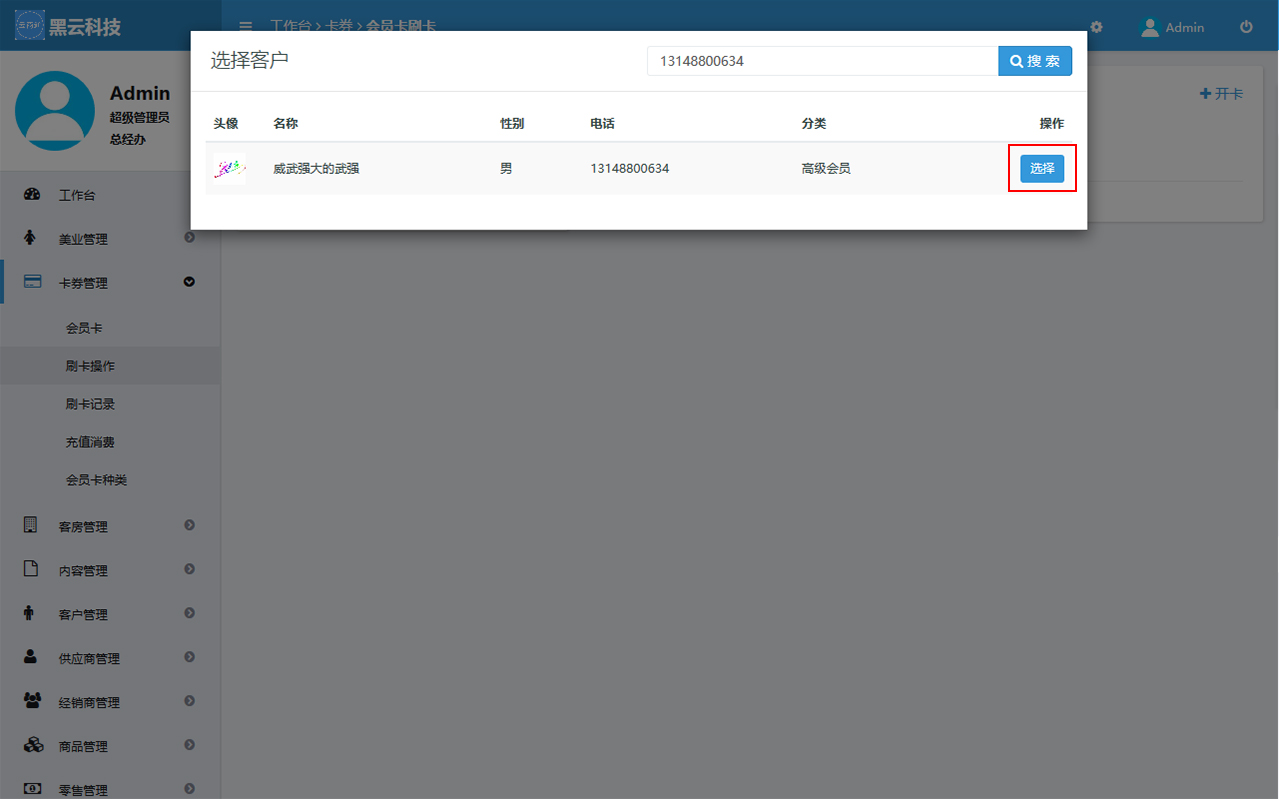 黑云科技
工作台 › 卡券 › 会员卡刷卡
Admin
选择客户
13148800634
搜 索
头像 名称 性别 电话 分类 操作
威武强大的武强 男 13148800634 高级会员 选择
开卡
Admin
超级管理员
总经办
工作台
美业管理
卡券管理
会员卡
刷卡操作
刷卡记录
充值消费
会员卡种类
客房管理
内容管理
客户管理
供应商管理
经销商管理
商品管理
零售管理